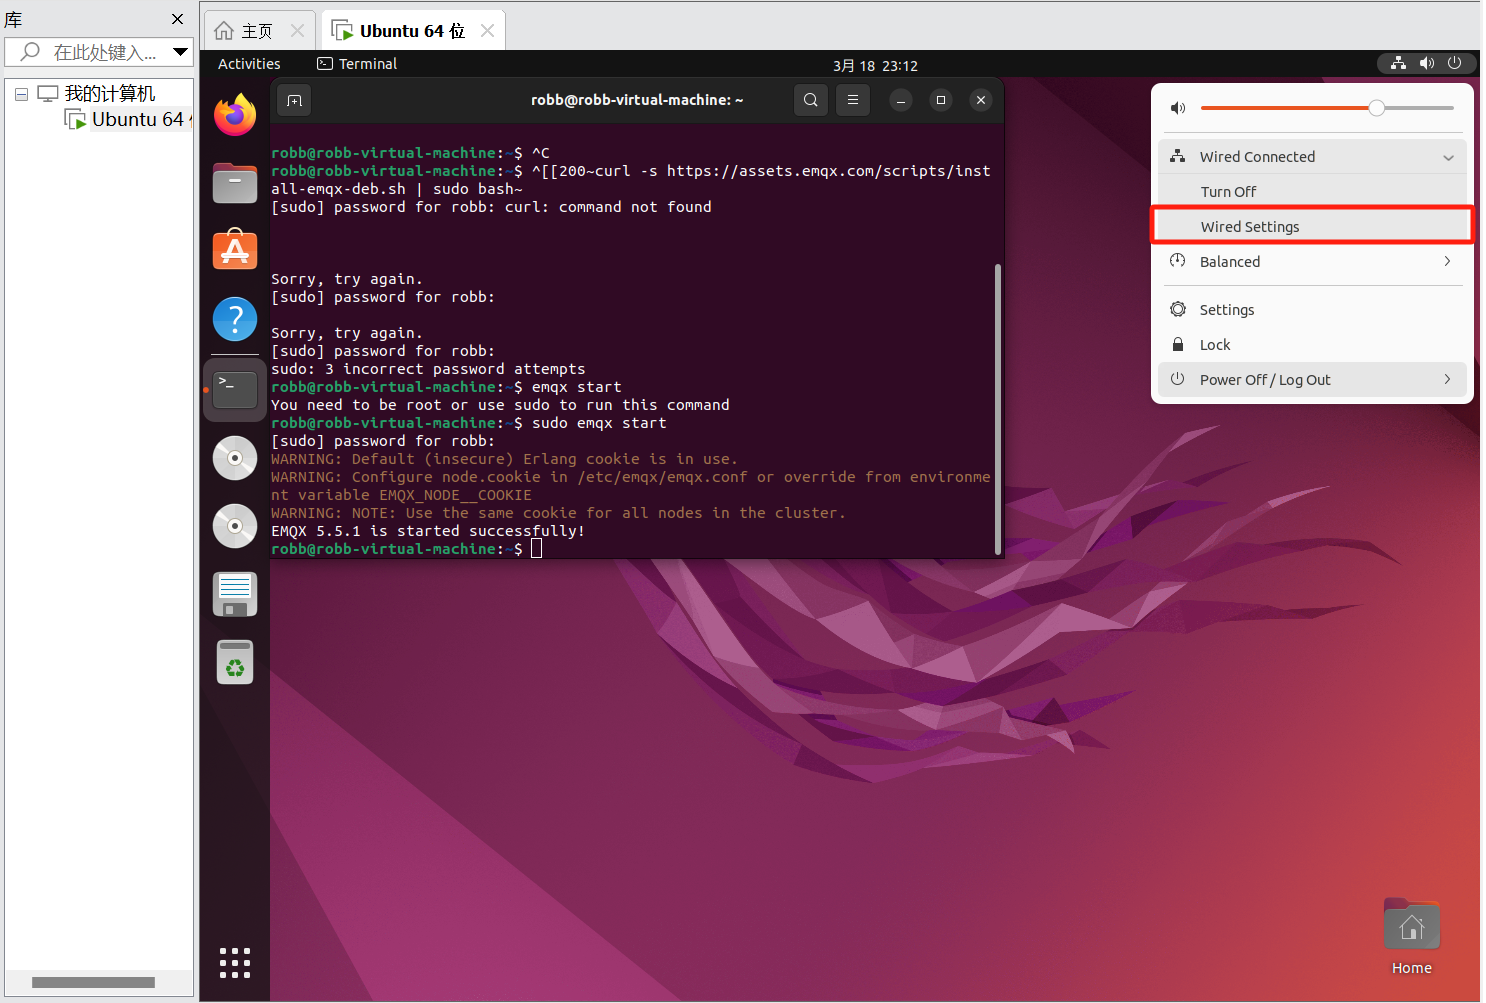 库
主页
Ubuntu 64 位
在此处键入...
我的计算机
Ubuntu 64
Activities
Terminal
3月 18 23:12
robb@robb-virtual-machine: ~
robb@robb-virtual-machine:~$ ^C
robb@robb-virtual-machine:~$ ^[[200~curl -s https://assets.emqx.com/scripts/inst
all-emqx-deb.sh | sudo bash~
[sudo] password for robb: curl: command not found
Sorry, try again.
[sudo] password for robb:
Sorry, try again.
[sudo] password for robb:
sudo: 3 incorrect password attempts
robb@robb-virtual-machine:~$ emqx start
You need to be root or use sudo to run this command
robb@robb-virtual-machine:~$ sudo emqx start
[sudo] password for robb:
WARNING: Default (insecure) Erlang cookie is in use.
WARNING: Configure node.cookie in /etc/emqx/emqx.conf or override from environme
nt variable EMQX_NODE__COOKIE
WARNING: NOTE: Use the same cookie for all nodes in the cluster.
EMQX 5.5.1 is started successfully!
robb@robb-virtual-machine:~$
Wired Connected
Turn Off
Wired Settings
Balanced
Settings
Lock
Power Off / Log Out
Home